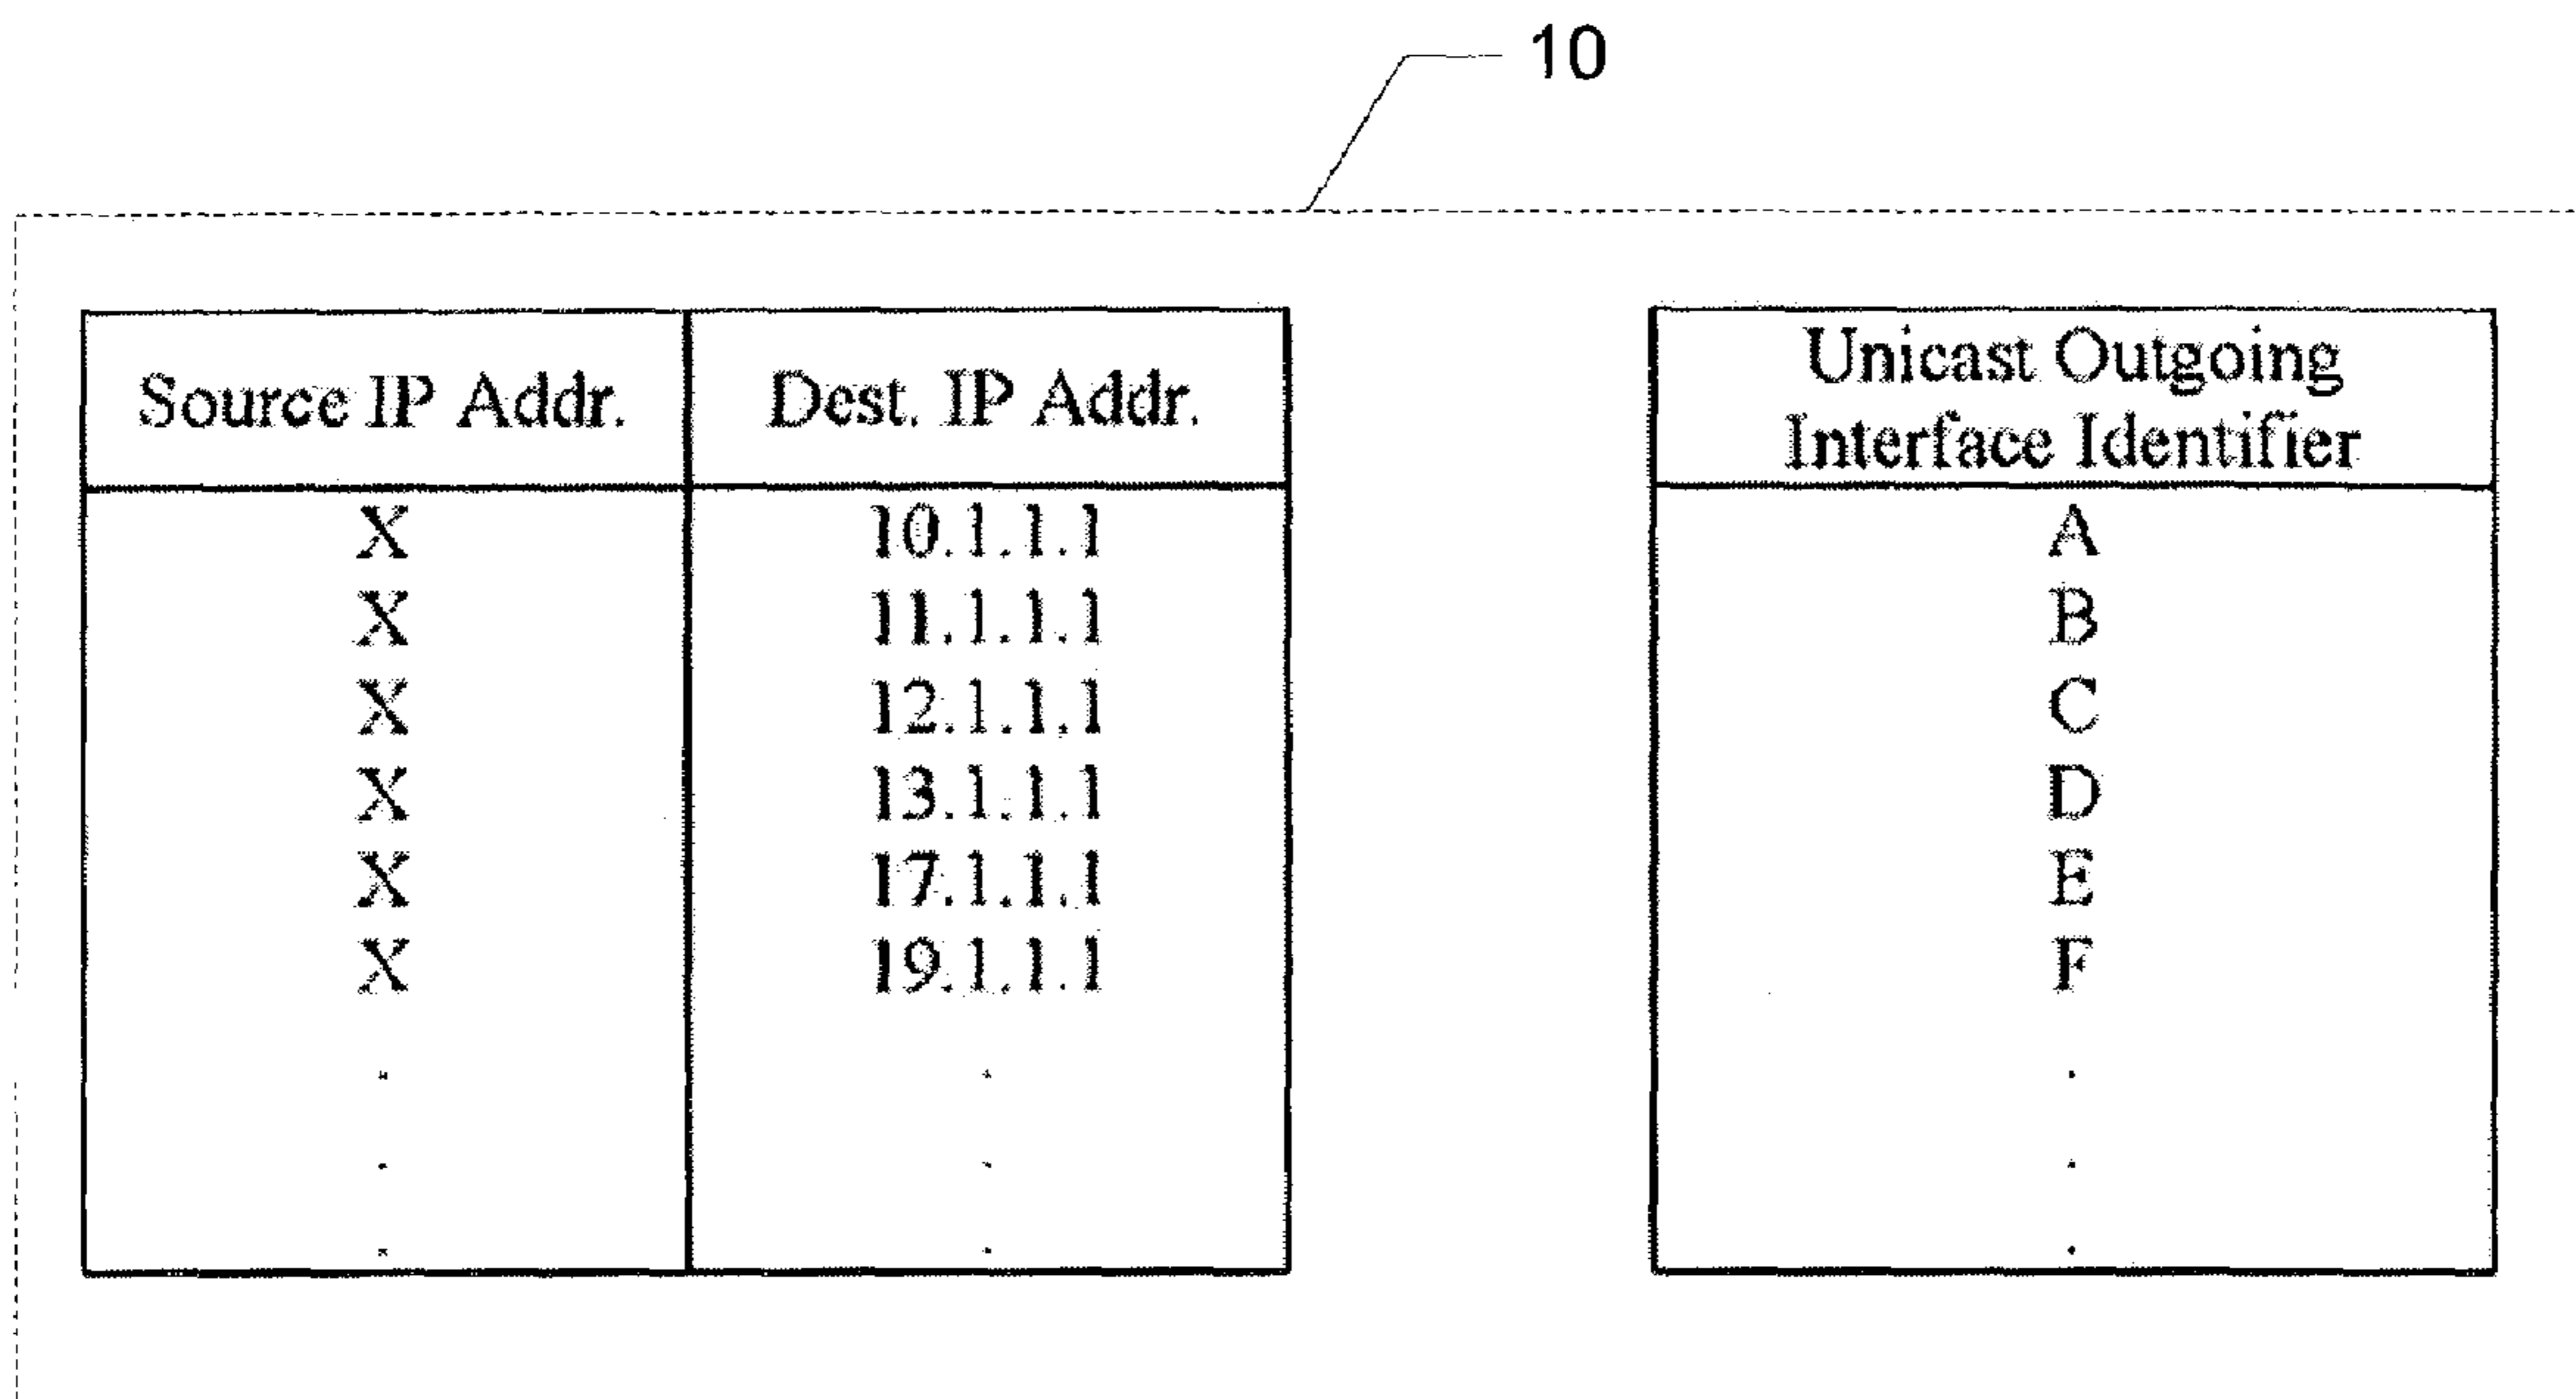 10
Source IP Addr. Dest. IP Addr.
X 10.1.1.1
X 11.1.1.1
X 12.1.1.1
X 13.1.1.1
X 17.1.1.1
X 19.1.1.1
. .
. .
. .
Unicast Outgoing
Interface Identifier
A
B
C
D
E
F
.
.
.